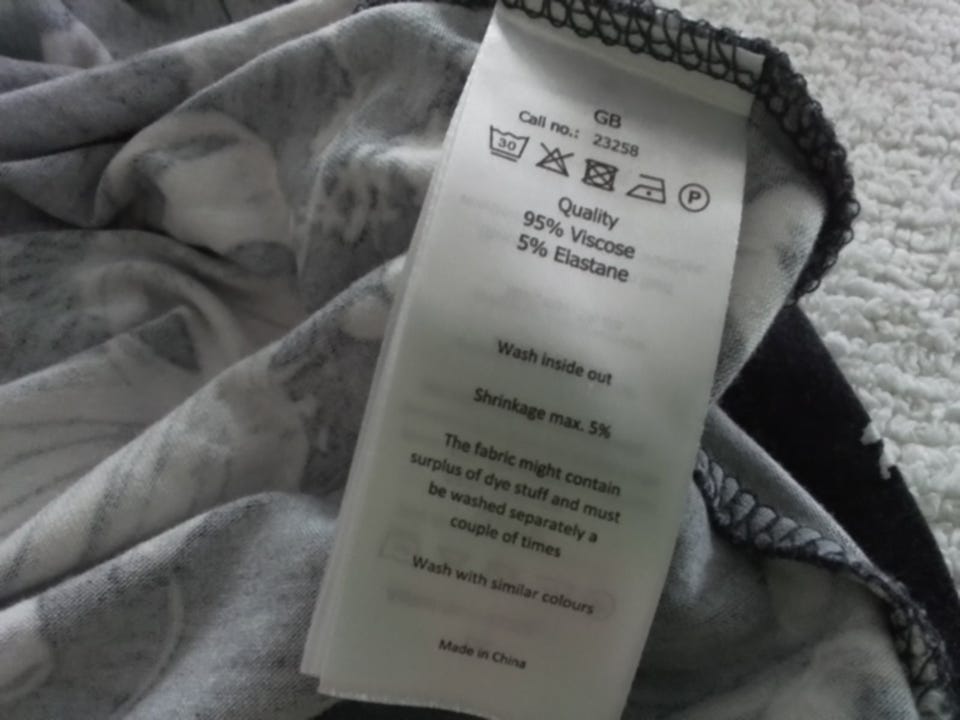 GB
Call no.: 23258
30 P
Quality
95% Viscose
5% Elastane
Wash inside out
Shrinkage max. 5%
The fabric might contain
surplus of dye stuff and must
be washed separately a
couple of times
Wash with similar colours
Made in China